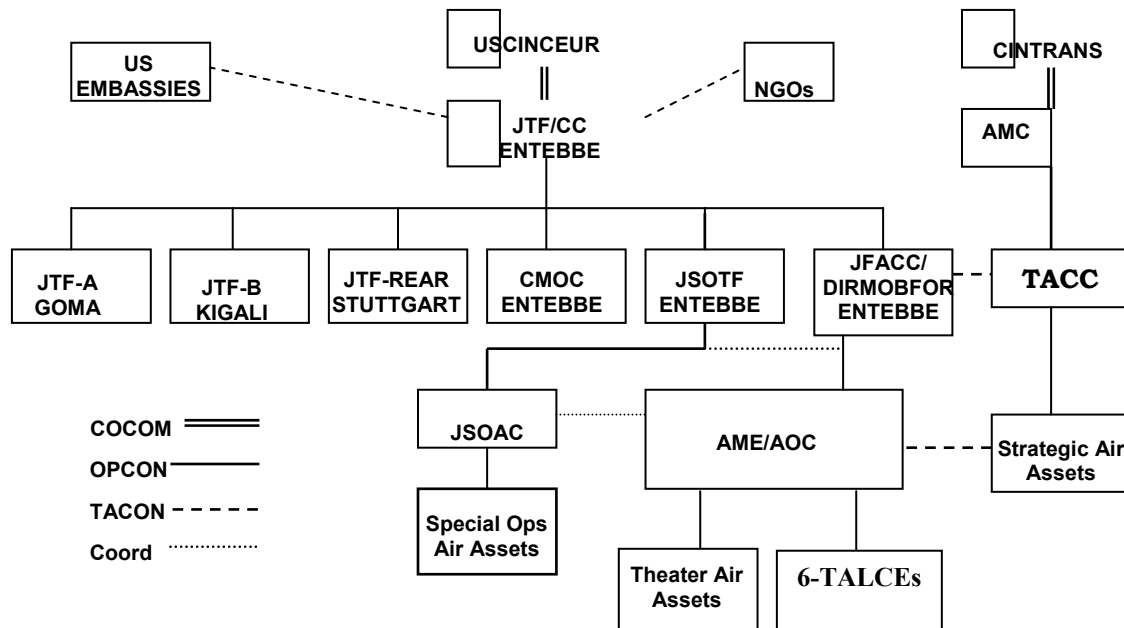 USCINCEUR
CINTRANS
US
EMBASSIES
NGOs
JTF/CC
ENTEBBE
AMC
JTF-A
GOMA
JTF-B
KIGALI
JTF-REAR
STUTTGART
CMOC
ENTEBBE
JSOTF
ENTEBBE
JFACC/
DIRMOBFOR
ENTEBBE
TACC
JSOAC
AME/AOC
Strategic Air
Assets
COCOM
OPCON
TACON
Coord
Special Ops
Air Assets
Theater Air
Assets
6-TALCEs